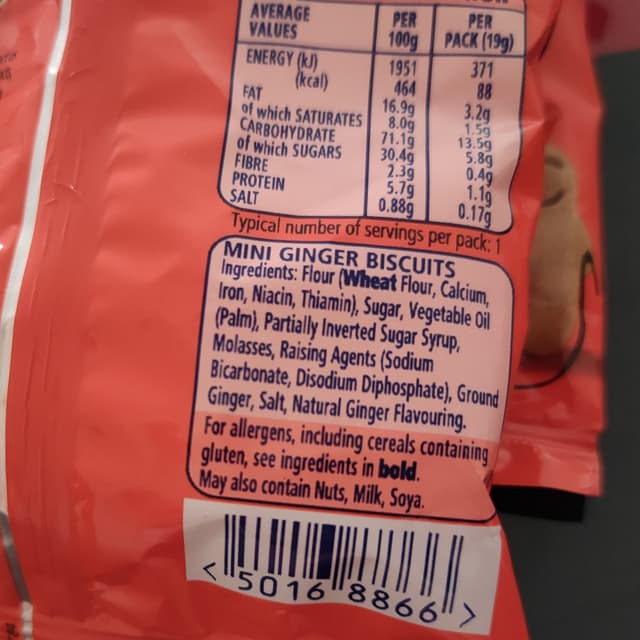 AVERAGE VALUES PER 100g PER PACK (19g)
ENERGY (kJ) 1951 371
(kcal) 464 88
FAT 16.9g 3.2g
of which SATURATES 8.0g 1.5g
CARBOHYDRATE 71.1g 13.5g
of which SUGARS 30.4g 5.8g
FIBRE 2.3g 0.4g
PROTEIN 5.7g 1.1g
SALT 0.88g 0.17g
Typical number of servings per pack: 1
MINI GINGER BISCUITS
Ingredients: Flour (Wheat Flour, Calcium,
Iron, Niacin, Thiamin), Sugar, Vegetable Oil
(Palm), Partially Inverted Sugar Syrup,
Molasses, Raising Agents (Sodium
Bicarbonate, Disodium Diphosphate), Ground
Ginger, Salt, Natural Ginger Flavouring.
For allergens, including cereals containing
gluten, see ingredients in bold.
May also contain Nuts, Milk, Soya.
< 5016 8866 >